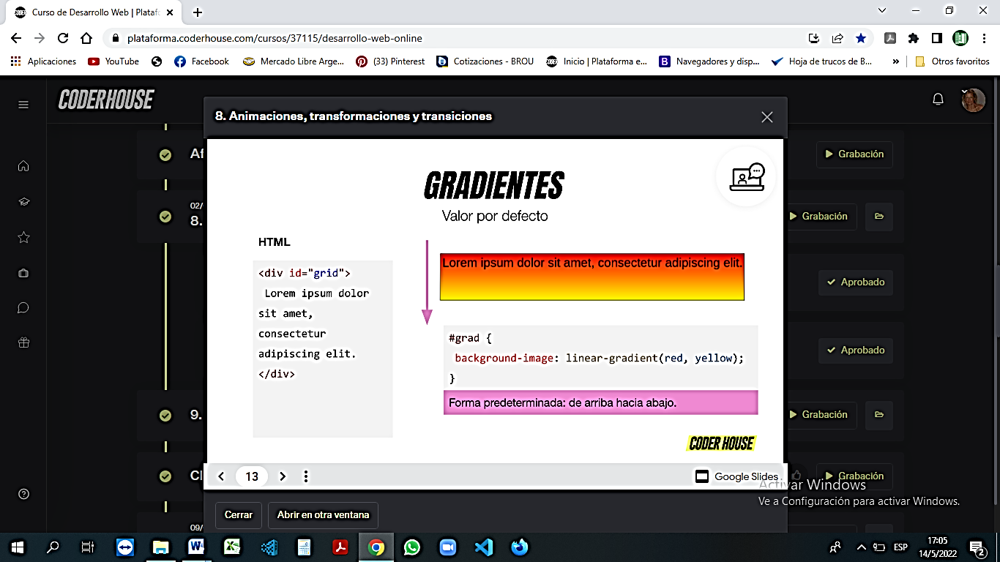 Curso de Desarrollo Web | Plataf
plataforma.coderhouse.com/cursos/37115/desarrollo-web-online
Aplicaciones
YouTube
Facebook
Mercado Libre Arge...
(33) Pinterest
Cotizaciones - BROU
Inicio | Plataforma e...
Navegadores y disp...
Hoja de trucos de B...
»
Otros favoritos
CODERHOUSE
8. Animaciones, transformaciones y transiciones
Af
Grabación
02/
8.
Grabación
GRADIENTES
Valor por defecto
HTML
<div id="grid">
Lorem ipsum dolor
sit amet,
consectetur
adipiscing elit.
</div>
Lorem ipsum dolor sit amet, consectetur adipiscing elit.
#grad {
background-image: linear-gradient(red, yellow);
}
Forma predeterminada: de arriba hacia abajo.
CODER HOUSE
Aprobado
Aprobado
9.
Grabación
Cl
Grabación
13
Google Slides
Activar Windows
Ve a Configuración para activar Windows.
Cerrar
Abrir en otra ventana
09/
ESP
17:05
14/5/2022
2